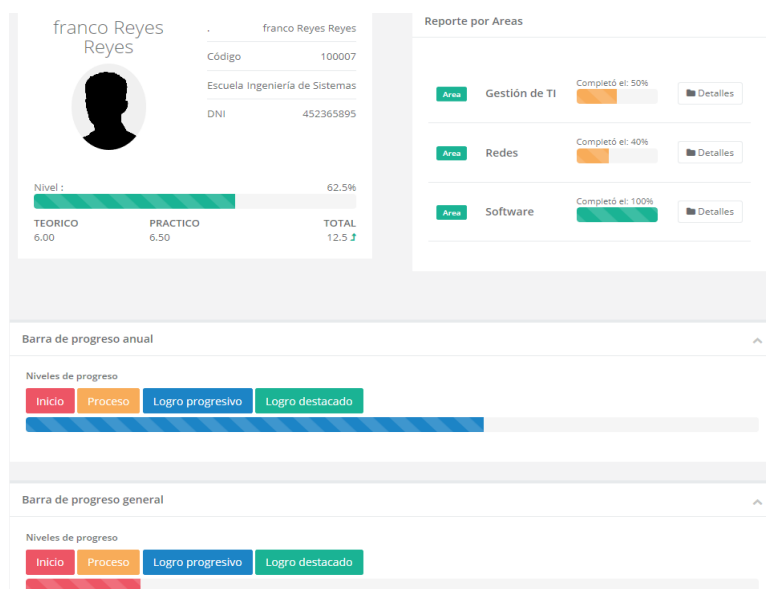 franco Reyes
Reyes
. franco Reyes Reyes
Código 100007
Escuela Ingeniería de Sistemas
DNI 452365895
Nivel : 62.5%
TEORICO PRACTICO TOTAL
6.00 6.50 12.5
Reporte por Areas
Completó el: 50%
Area Gestión de TI Detalles
Completó el: 40%
Area Redes Detalles
Completó el: 100%
Area Software Detalles
Barra de progreso anual
Niveles de progreso
Inicio Proceso Logro progresivo Logro destacado
Barra de progreso general
Niveles de progreso
Inicio Proceso Logro progresivo Logro destacado